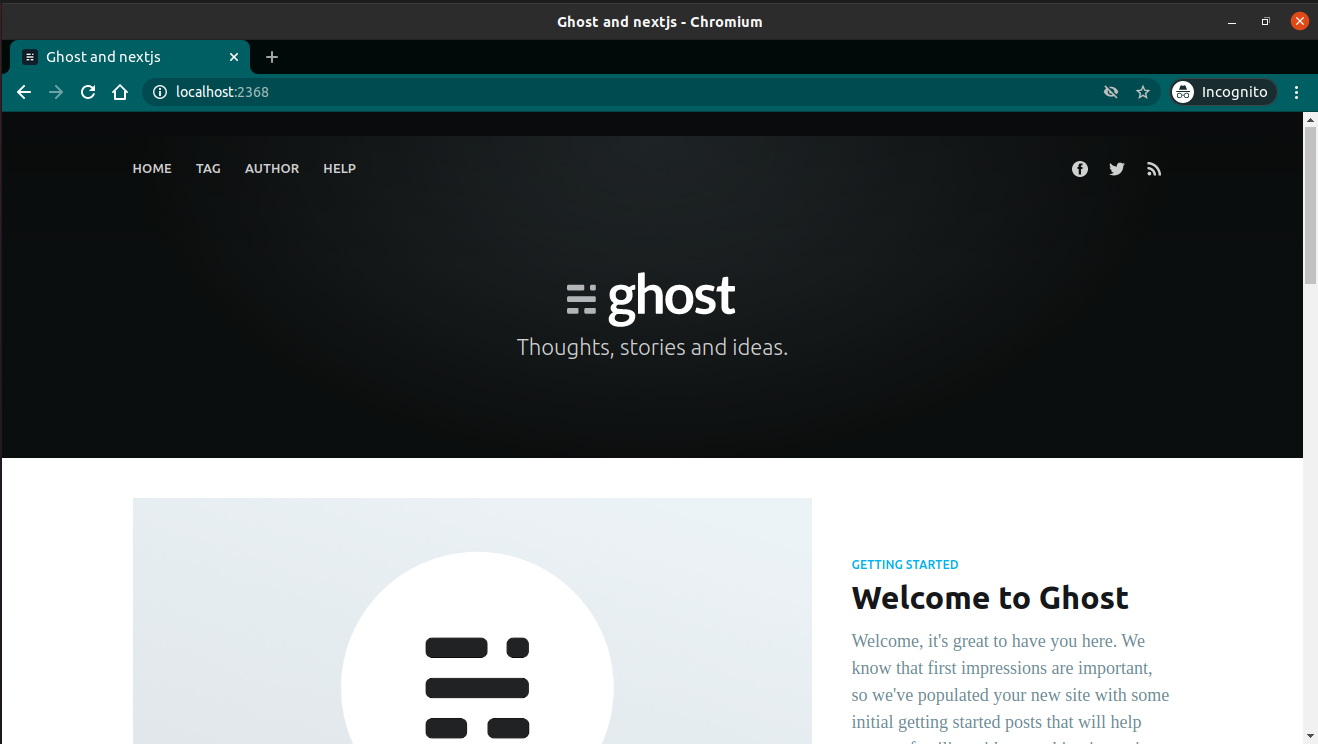 Ghost and nextjs - Chromium
Ghost and nextjs
localhost:2368
Incognito
HOME TAG AUTHOR HELP
ghost
Thoughts, stories and ideas.
GETTING STARTED
Welcome to Ghost
Welcome, it's great to have you here. We
know that first impressions are important,
so we've populated your new site with some
initial getting started posts that will help